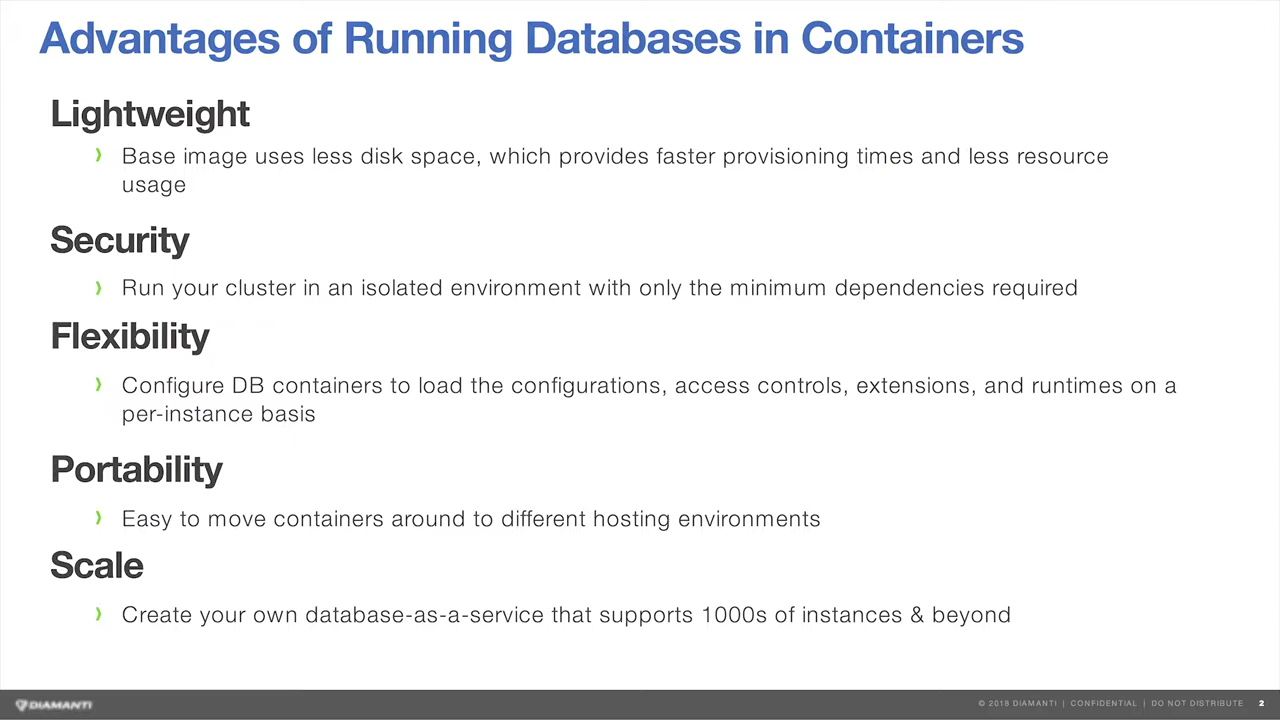 Advantages of Running Databases in Containers
Lightweight
Base image uses less disk space, which provides faster provisioning times and less resource
usage
Security
Run your cluster in an isolated environment with only the minimum dependencies required
Flexibility
Configure DB containers to load the configurations, access controls, extensions, and runtimes on a
per-instance basis
Portability
Easy to move containers around to different hosting environments
Scale
Create your own database-as-a-service that supports 1000s of instances & beyond
DIAMANTI
© 2018 DIAMANTI | CONFIDENTIAL | DO NOT DISTRIBUTE 2